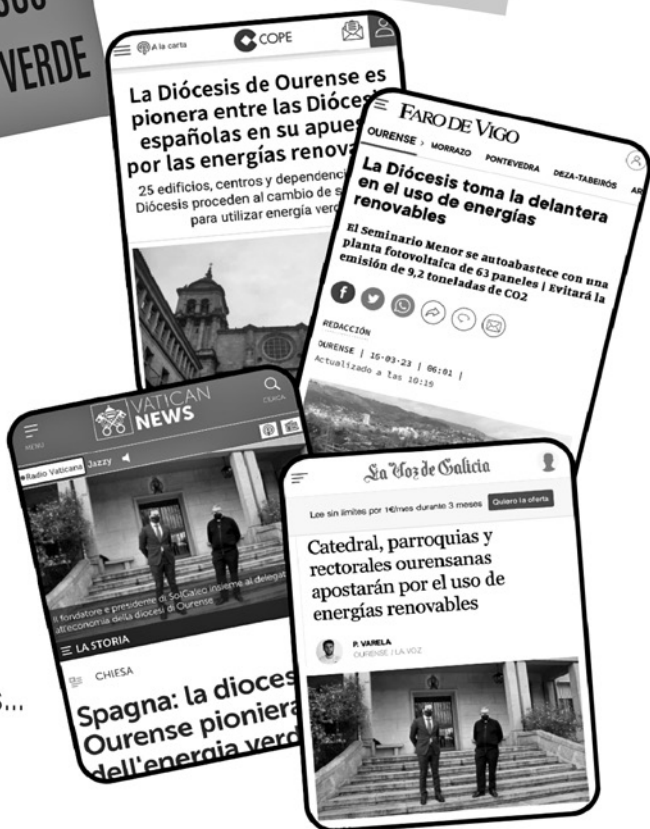 VERDE
A la carta
COPE
La Diócesis de Ourense es
pionera entre las
españolas en su
por las energías
25 edificios, centros y
Diócesis proceden al cambio de
para utilizar energía
FARO DE VIGO
OURENSE > MORRAZO PONTEVEDRA DEZA-TABEIRÓS
La Diócesis toma la delantera
en el uso de energías
renovables
El Seminario Menor se autoabastece con una
planta fotovoltaica de 63 paneles | Evitará la
emisión de 9,2 toneladas de CO2
REDACCIÓN
OURENSE | 16·03·23 | 06:01 |
Actualizado a las 10:19
MENU
VATICAN
NEWS
CERCA
Radio Vaticana Jazzy
Il fondatore e presidente di SolGaleo insieme al
all'economia della diocesi di Ourense
LA STORIA
CHIESA
Spagna: la
Ourense
dell'energia
La Voz de Galicia
Lee sin límites por 1€/mes durante 3 meses Quiero la oferta
Catedral, parroquias y
rectorales ourensanas
apostarán por el uso de
energías renovables
P. VARELA
OURENSE / LA VOZ